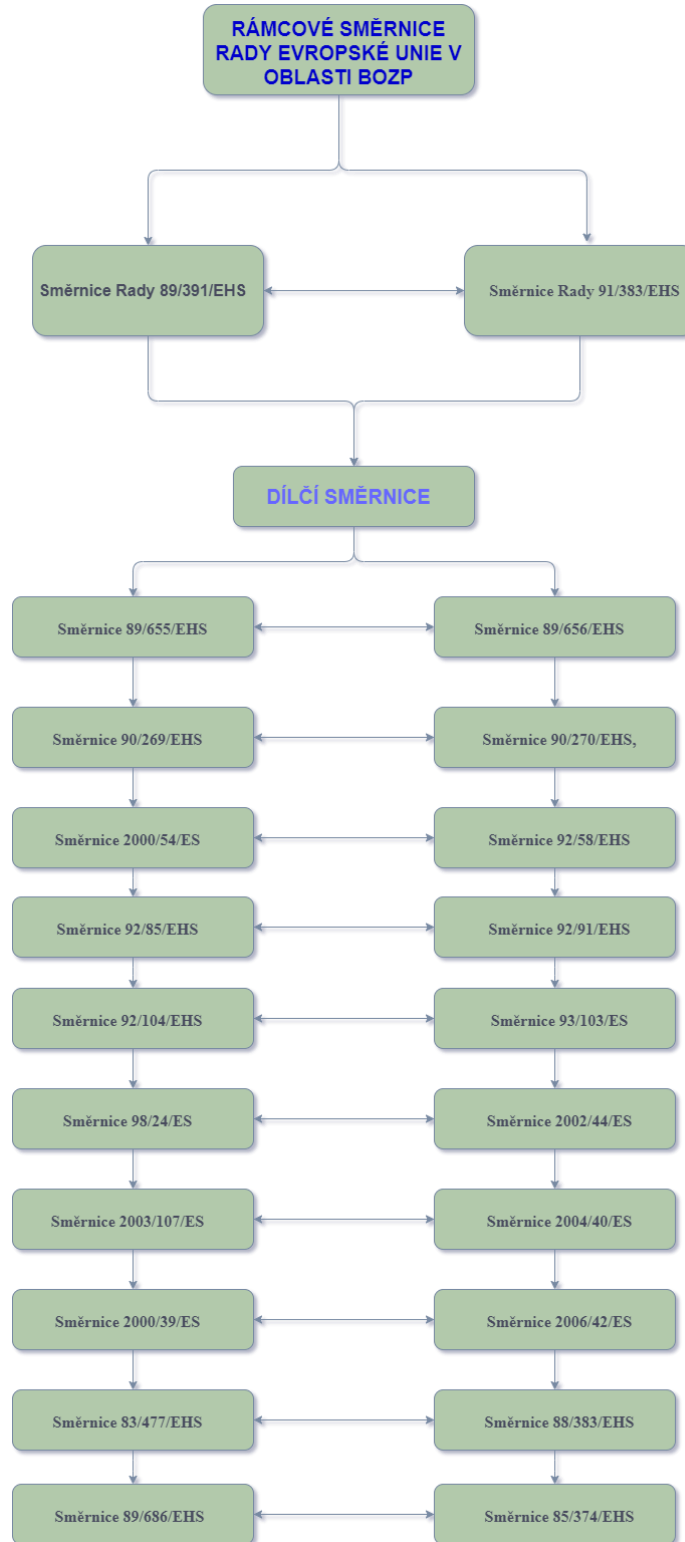 RÁMCOVÉ SMĚRNICE
RADY EVROPSKÉ UNIE V
OBLASTI BOZP
Směrnice Rady 89/391/EHS
Směrnice Rady 91/383/EHS
DÍLČÍ SMĚRNICE
Směrnice 89/655/EHS
Směrnice 89/656/EHS
Směrnice 90/269/EHS
Směrnice 90/270/EHS,
Směrnice 2000/54/ES
Směrnice 92/58/EHS
Směrnice 92/85/EHS
Směrnice 92/91/EHS
Směrnice 92/104/EHS
Směrnice 93/103/ES
Směrnice 98/24/ES
Směrnice 2002/44/ES
Směrnice 2003/107/ES
Směrnice 2004/40/ES
Směrnice 2000/39/ES
Směrnice 2006/42/ES
Směrnice 83/477/EHS
Směrnice 88/383/EHS
Směrnice 89/686/EHS
Směrnice 85/374/EHS